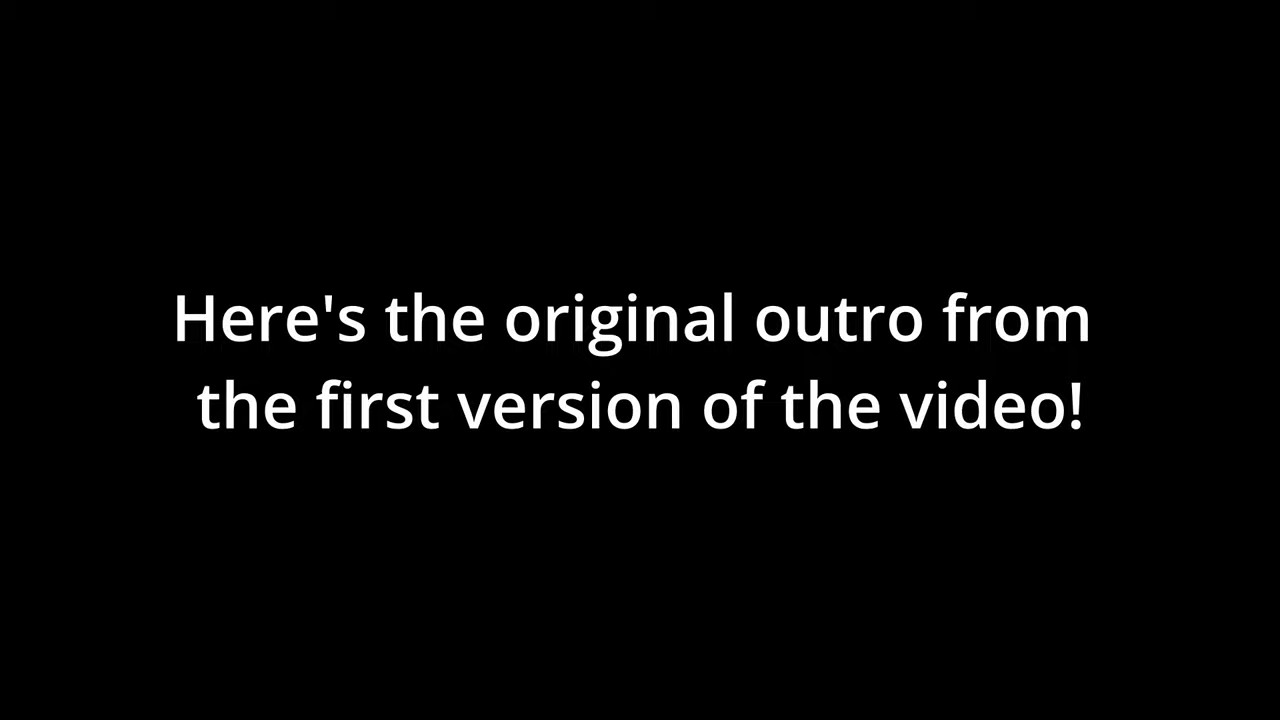 Here's the original outro from
the first version of the video!